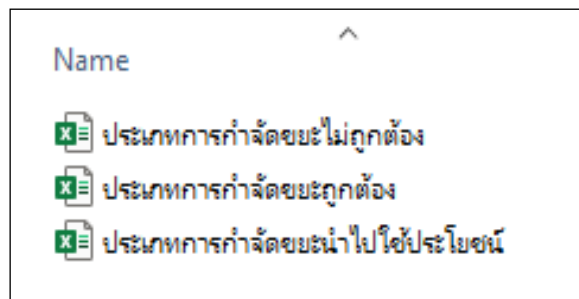 Name
ประเภทการกำจัดขยะไม่ถูกต้อง
ประเภทการกำจัดขยะถูกต้อง
ประเภทการกำจัดขยะนำไปใช้ประโยชน์